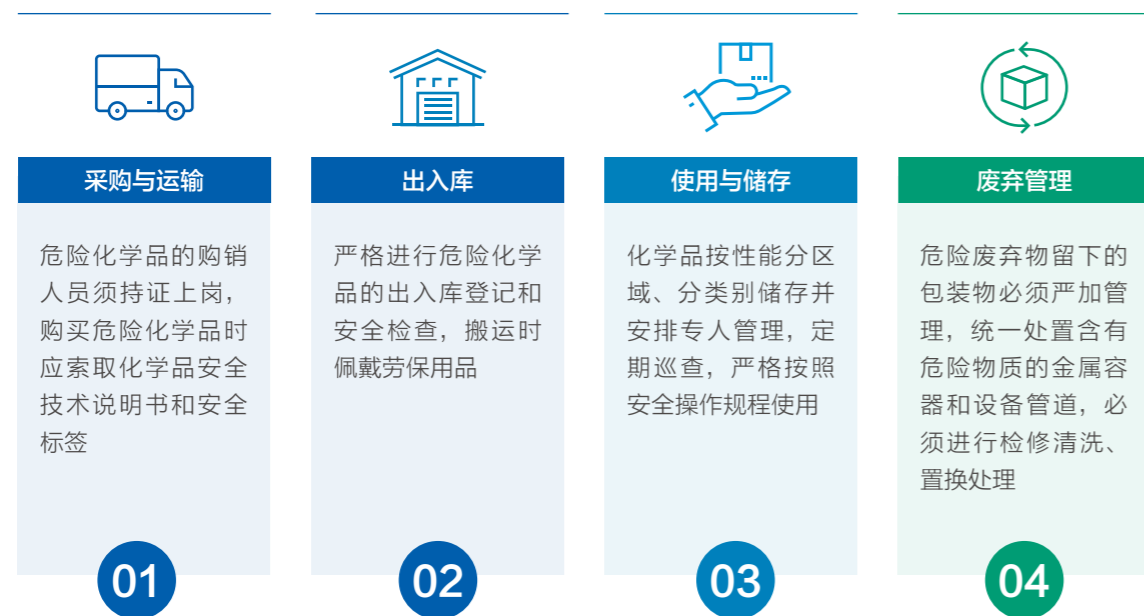 采购与运输
危险化学品的购销
人员须持证上岗，
购买危险化学品时
应索取化学品安全
技术说明书和安全
标签
01
出入库
严格进行危险化学
品的出入库登记和
安全检查，搬运时
佩戴劳保用品
02
使用与储存
化学品按性能分区
域、分类别储存并
安排专人管理，定
期巡查，严格按照
安全操作规程使用
03
废弃管理
危险废弃物留下的
包装物必须严加管
理，统一处置含有
危险物质的金属容
器和设备管道，必
须进行检修清洗、
置换处理
04